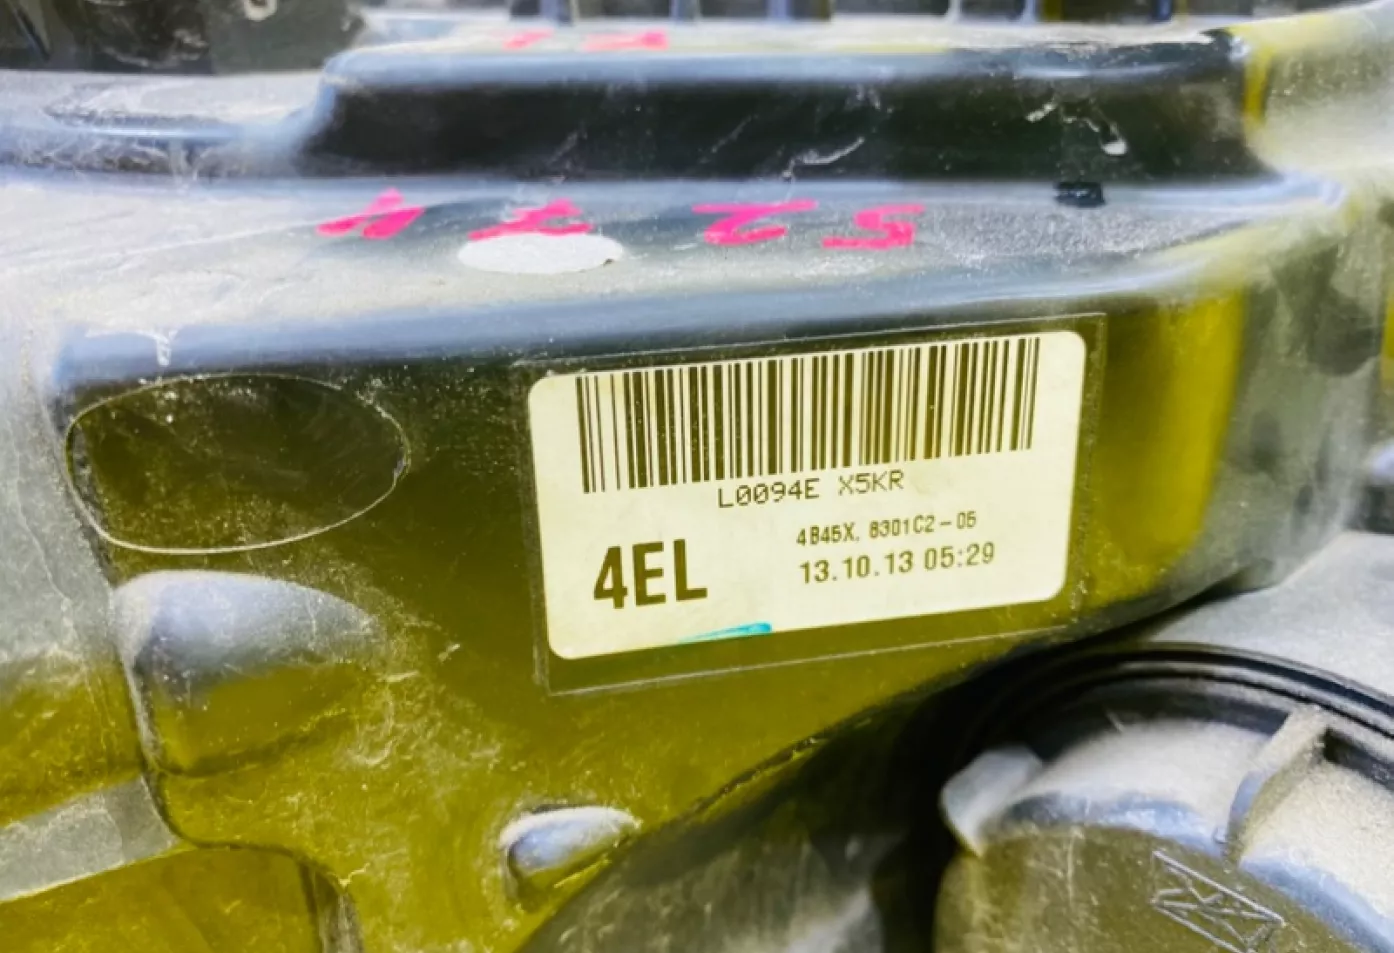 L0094E X5KR
4B45X. 8301C2-05
4EL
13.10.13 05:29